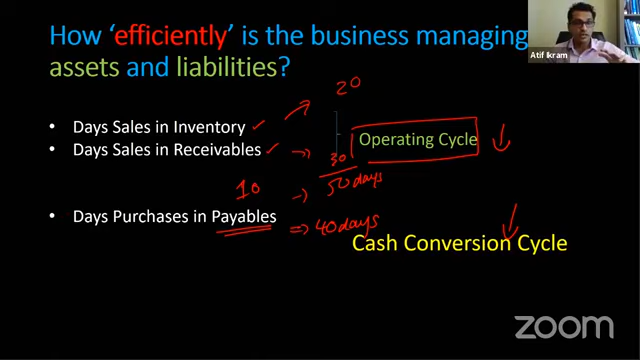 How 'efficiently' is the business managing
assets and liabilities?
Atif Ikram
20
• Days Sales in Inventory
• Days Sales in Receivables
Operating Cycle
30
50 days
10
• Days Purchases in Payables
40 days
Cash Conversion Cycle
zoom